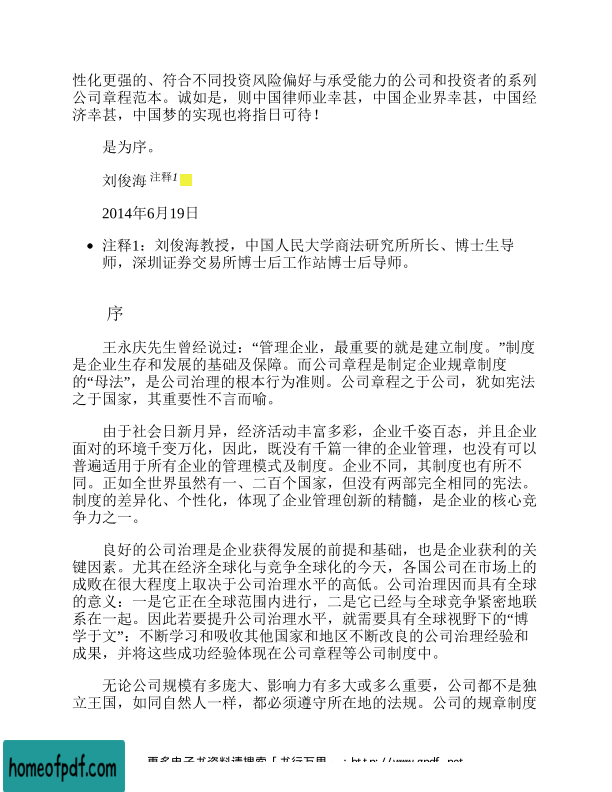 性化更强的、符合不同投资风险偏好与承受能力的公司和投资者的系列
公司章程范本。诚如是，则中国律师业幸甚，中国企业界幸甚，中国经
济幸甚，中国梦的实现也将指日可待！
是为序。
刘俊海 注释1
2014年6月19日
• 注释1：刘俊海教授，中国人民大学商法研究所所长、博士生导
师，深圳证券交易所博士后工作站博士后导师。
序
王永庆先生曾经说过：“管理企业，最重要的就是建立制度。”制度
是企业生存和发展的基础及保障。而公司章程是制定企业规章制度
的“母法”，是公司治理的根本行为准则。公司章程之于公司，犹如宪法
之于国家，其重要性不言而喻。
由于社会日新月异，经济活动丰富多彩，企业千姿百态，并且企业
面对的环境千变万化，因此，既没有千篇一律的企业管理，也没有可以
普遍适用于所有企业的管理模式及制度。企业不同，其制度也有所不
同。正如全世界虽然有一、二百个国家，但没有两部完全相同的宪法。
制度的差异化、个性化，体现了企业管理创新的精髓，是企业的核心竞
争力之一。
良好的公司治理是企业获得发展的前提和基础，也是企业获利的关
键因素。尤其在经济全球化与竞争全球化的今天，各国公司在市场上的
成败在很大程度上取决于公司治理水平的高低。公司治理因而具有全球
的意义：一是它正在全球范围内进行，二是它已经与全球竞争紧密地联
系在一起。因此若要提升公司治理水平，就需要具有全球视野下的“博
学于文”：不断学习和吸收其他国家和地区不断改良的公司治理经验和
成果，并将这些成功经验体现在公司章程等公司制度中。
无论公司规模有多庞大、影响力有多大或多么重要，公司都不是独
立王国，如同自然人一样，都必须遵守所在地的法规。公司的规章制度
更多电子书资料请搜索「书行万里
homeofpdf.com